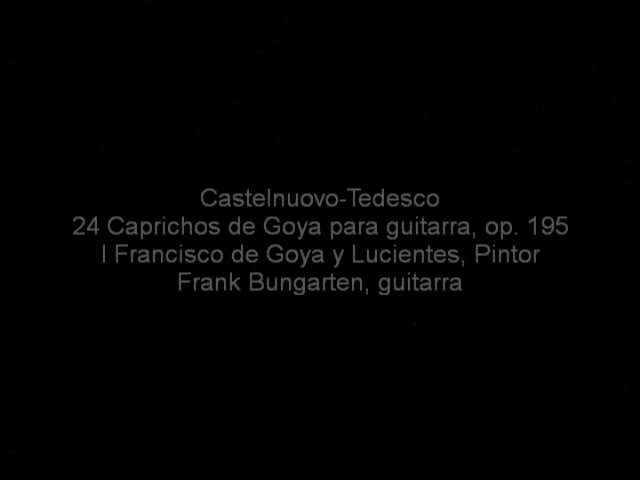 Castelnuovo-Tedesco
24 Caprichos de Goya para guitarra, op. 195
I Francisco de Goya y Lucientes, Pintor
Frank Bungarten, guitarra